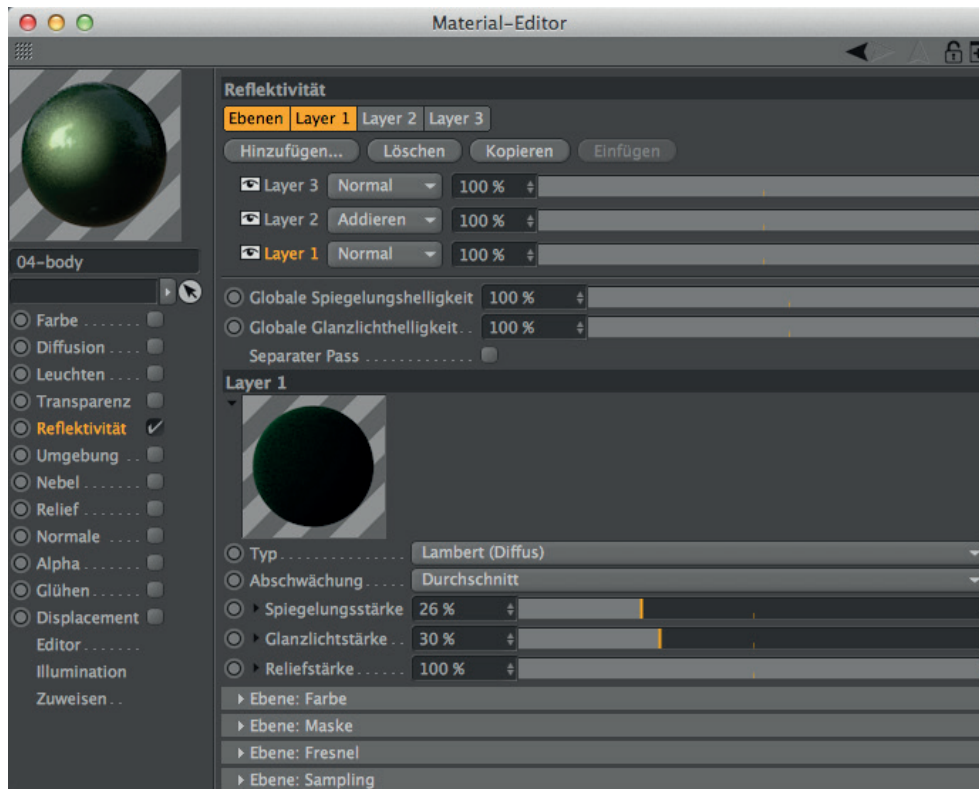 Material-Editor
Reflektivität
Ebenen Layer 1 Layer 2 Layer 3
Hinzufügen... Löschen Kopieren Einfügen
Layer 3 Normal 100 %
Layer 2 Addieren 100 %
Layer 1 Normal 100 %
Globale Spiegelungshelligkeit 100 %
Globale Glanzlichthelligkeit.. 100 %
Separater Pass .............
04-body
Farbe .......
Diffusion ....
Leuchten ....
Transparenz
Reflektivität
Umgebung ..
Nebel .......
Relief .......
Normale ....
Alpha .......
Glühen ......
Displacement
Editor .......
Illumination
Zuweisen ..
Layer 1
Typ .............. Lambert (Diffus)
Abschwächung ..... Durchschnitt
Spiegelungsstärke 26 %
Glanzlichtstärke .. 30 %
Reliefstärke ...... 100 %
Ebene: Farbe
Ebene: Maske
Ebene: Fresnel
Ebene: Sampling